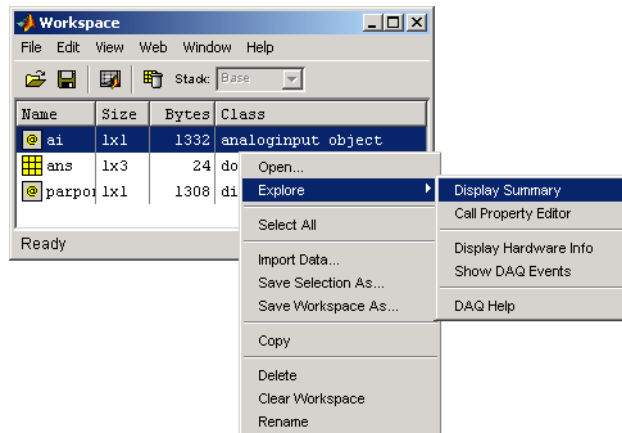 Workspace
File Edit View Web Window Help
Stack: Base
Name Size Bytes Class
ai 1x1 1332 analoginput object
ans 1x3 24 do
parpo 1x1 1308 di
Ready
Open...
Explore
Select All
Import Data...
Save Selection As...
Save Workspace As...
Copy
Delete
Clear Workspace
Rename
Display Summary
Call Property Editor
Display Hardware Info
Show DAQ Events
DAQ Help